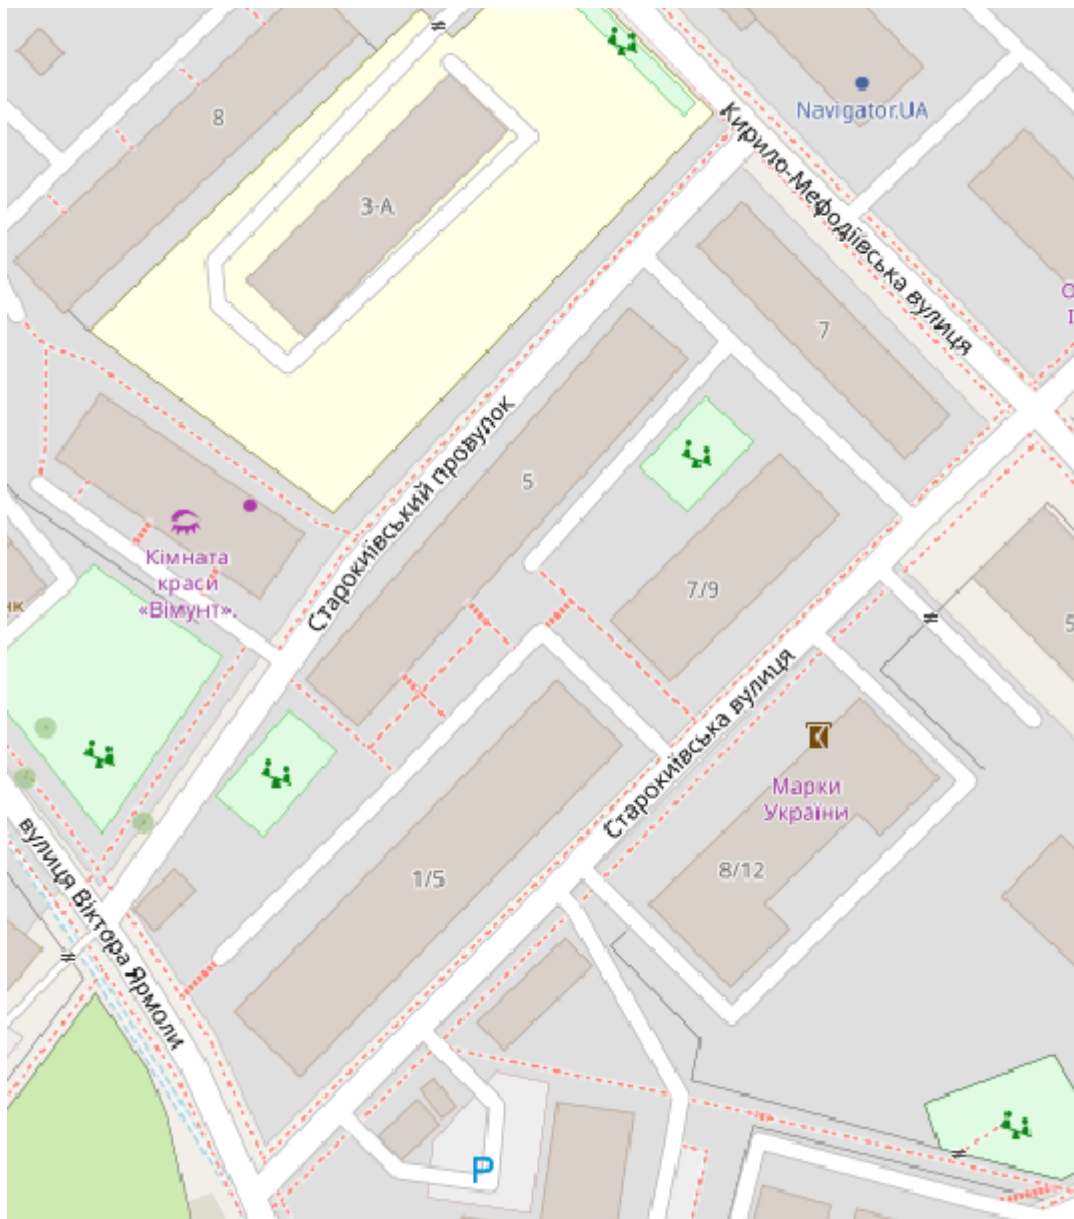 Navigator.UA
Кирило-Мефодіївська вулиця
8
3-А
7
Старокиївський провулок
5
Кімната
краси
«Вімунт».
7/9
нк
Старокиївська вулиця
Марки
України
8/12
1/5
вулиця Віктора Ярмоли
P